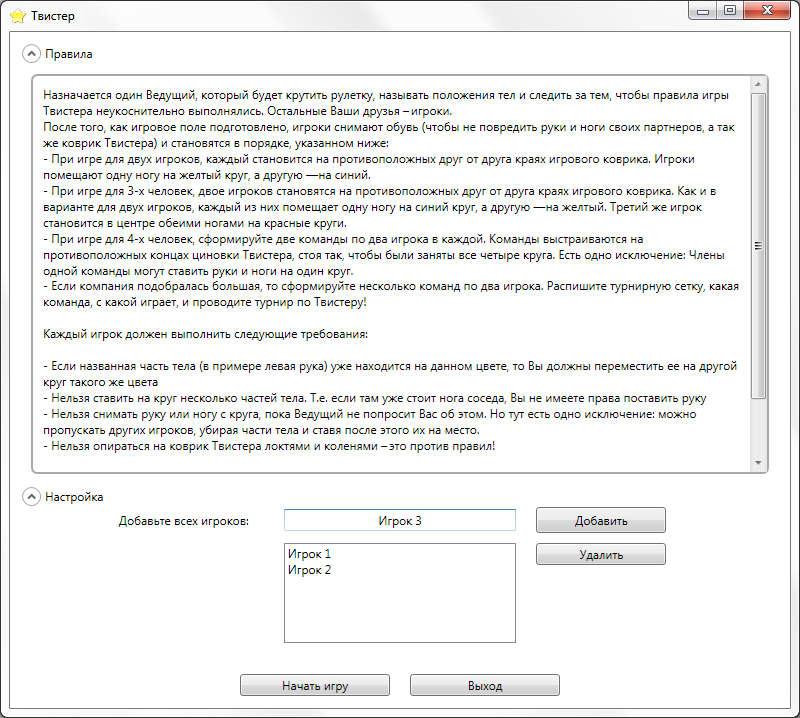 Твистер
Правила
Назначается один Ведущий, который будет крутить рулетку, называть положения тел и следить за тем, чтобы правила игры
Твистера неукоснительно выполнялись. Остальные Ваши друзья – игроки.
После того, как игровое поле подготовлено, игроки снимают обувь (чтобы не повредить руки и ноги своих партнеров, а так
же коврик Твистера) и становятся в порядке, указанном ниже:
- При игре для двух игроков, каждый становится на противоположных друг от друга краях игрового коврика. Игроки
помещают одну ногу на желтый круг, а другую —на синий.
- При игре для 3-х человек, двое игроков становятся на противоположных друг от друга краях игрового коврика. Как и в
варианте для двух игроков, каждый из них помещает одну ногу на синий круг, а другую —на желтый. Третий же игрок
становится в центре обеими ногами на красные круги.
- При игре для 4-х человек, сформируйте две команды по два игрока в каждой. Команды выстраиваются на
противоположных концах циновки Твистера, стоя так, чтобы были заняты все четыре круга. Есть одно исключение: Члены
одной команды могут ставить руки и ноги на один круг.
- Если компания подобралась большая, то сформируйте несколько команд по два игрока. Распишите турнирную сетку, какая
команда, с какой играет, и проводите турнир по Твистеру!
Каждый игрок должен выполнить следующие требования:
- Если названная часть тела (в примере левая рука) уже находится на данном цвете, то Вы должны переместить ее на другой
круг такого же цвета
- Нельзя ставить на круг несколько частей тела. Т.е. если там уже стоит нога соседа, Вы не имеете права поставить руку
- Нельзя снимать руку или ногу с круга, пока Ведущий не попросит Вас об этом. Но тут есть одно исключение: можно
пропускать других игроков, убирая части тела и ставя после этого их на место.
- Нельзя опираться на коврик Твистера локтями и коленями – это против правил!
Настройка
Добавьте всех игроков:
Игрок 3
Добавить
Игрок 1
Игрок 2
Удалить
Начать игру
Выход